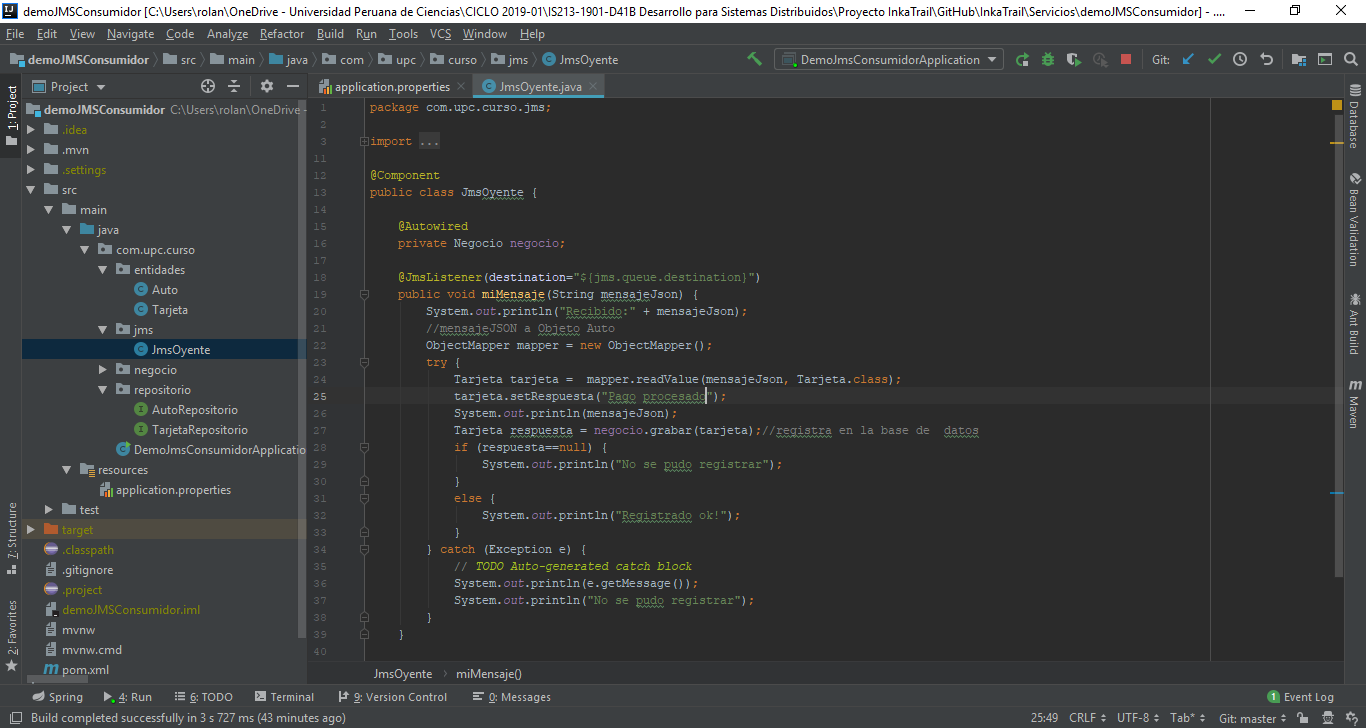 demoJMSConsumidor [C:\Users\rolan\OneDrive - Universidad Peruana de Ciencias\CICLO 2019-01\IS213-1901-D41B Desarrollo para Sistemas Distribuidos\Proyecto InkaTrail\GitHub\InkaTrail\Servicios\demoJMSConsumidor] - ....
File Edit View Navigate Code Analyze Refactor Build Run Tools VCS Window Help
demoJMSConsumidor src main java com upc curso jms JmsOyente DemoJmsConsumidorApplication Git:
1: Project
7: Structure
2: Favorites
Project
demoJMSConsumidor C:\Users\rolan\OneDrive -
.idea
.mvn
.settings
src
main
java
com.upc.curso
entidades
Auto
Tarjeta
jms
JmsOyente
negocio
repositorio
AutoRepositorio
TarjetaRepositorio
DemoJmsConsumidorApplicatio
resources
application.properties
test
target
.classpath
.gitignore
.project
demoJMSConsumidor.iml
mvnw
mvnw.cmd
pom.xml
application.properties JmsOyente.java
1 package com.upc.curso.jms;
2
3 import ...
11
12 @Component
13 public class JmsOyente {
14
15 @Autowired
16 private Negocio negocio;
17
18 @JmsListener(destination="${jms.queue.destination}")
19 public void miMensaje(String mensajeJson) {
20 System.out.println("Recibido:" + mensajeJson);
21 //mensajeJSON a Objeto Auto
22 ObjectMapper mapper = new ObjectMapper();
23 try {
24 Tarjeta tarjeta =  mapper.readValue(mensajeJson, Tarjeta.class);
25 tarjeta.setRespuesta("Pago procesado");
26 System.out.println(mensajeJson);
27 Tarjeta respuesta = negocio.grabar(tarjeta);//registra en la base de  datos
28 if (respuesta==null) {
29 System.out.println("No se pudo registrar");
30 }
31 else {
32 System.out.println("Registrado ok!");
33 }
34 } catch (Exception e) {
35 // TODO Auto-generated catch block
36 System.out.println(e.getMessage());
37 System.out.println("No se pudo registrar");
38 }
39 }
40
JmsOyente miMensaje()
Database
Bean Validation
Ant Build
Maven
Spring 4: Run 6: TODO Terminal 9: Version Control 0: Messages 1 Event Log
Build completed successfully in 3 s 727 ms (43 minutes ago) 25:49 CRLF UTF-8 Tab* Git: master